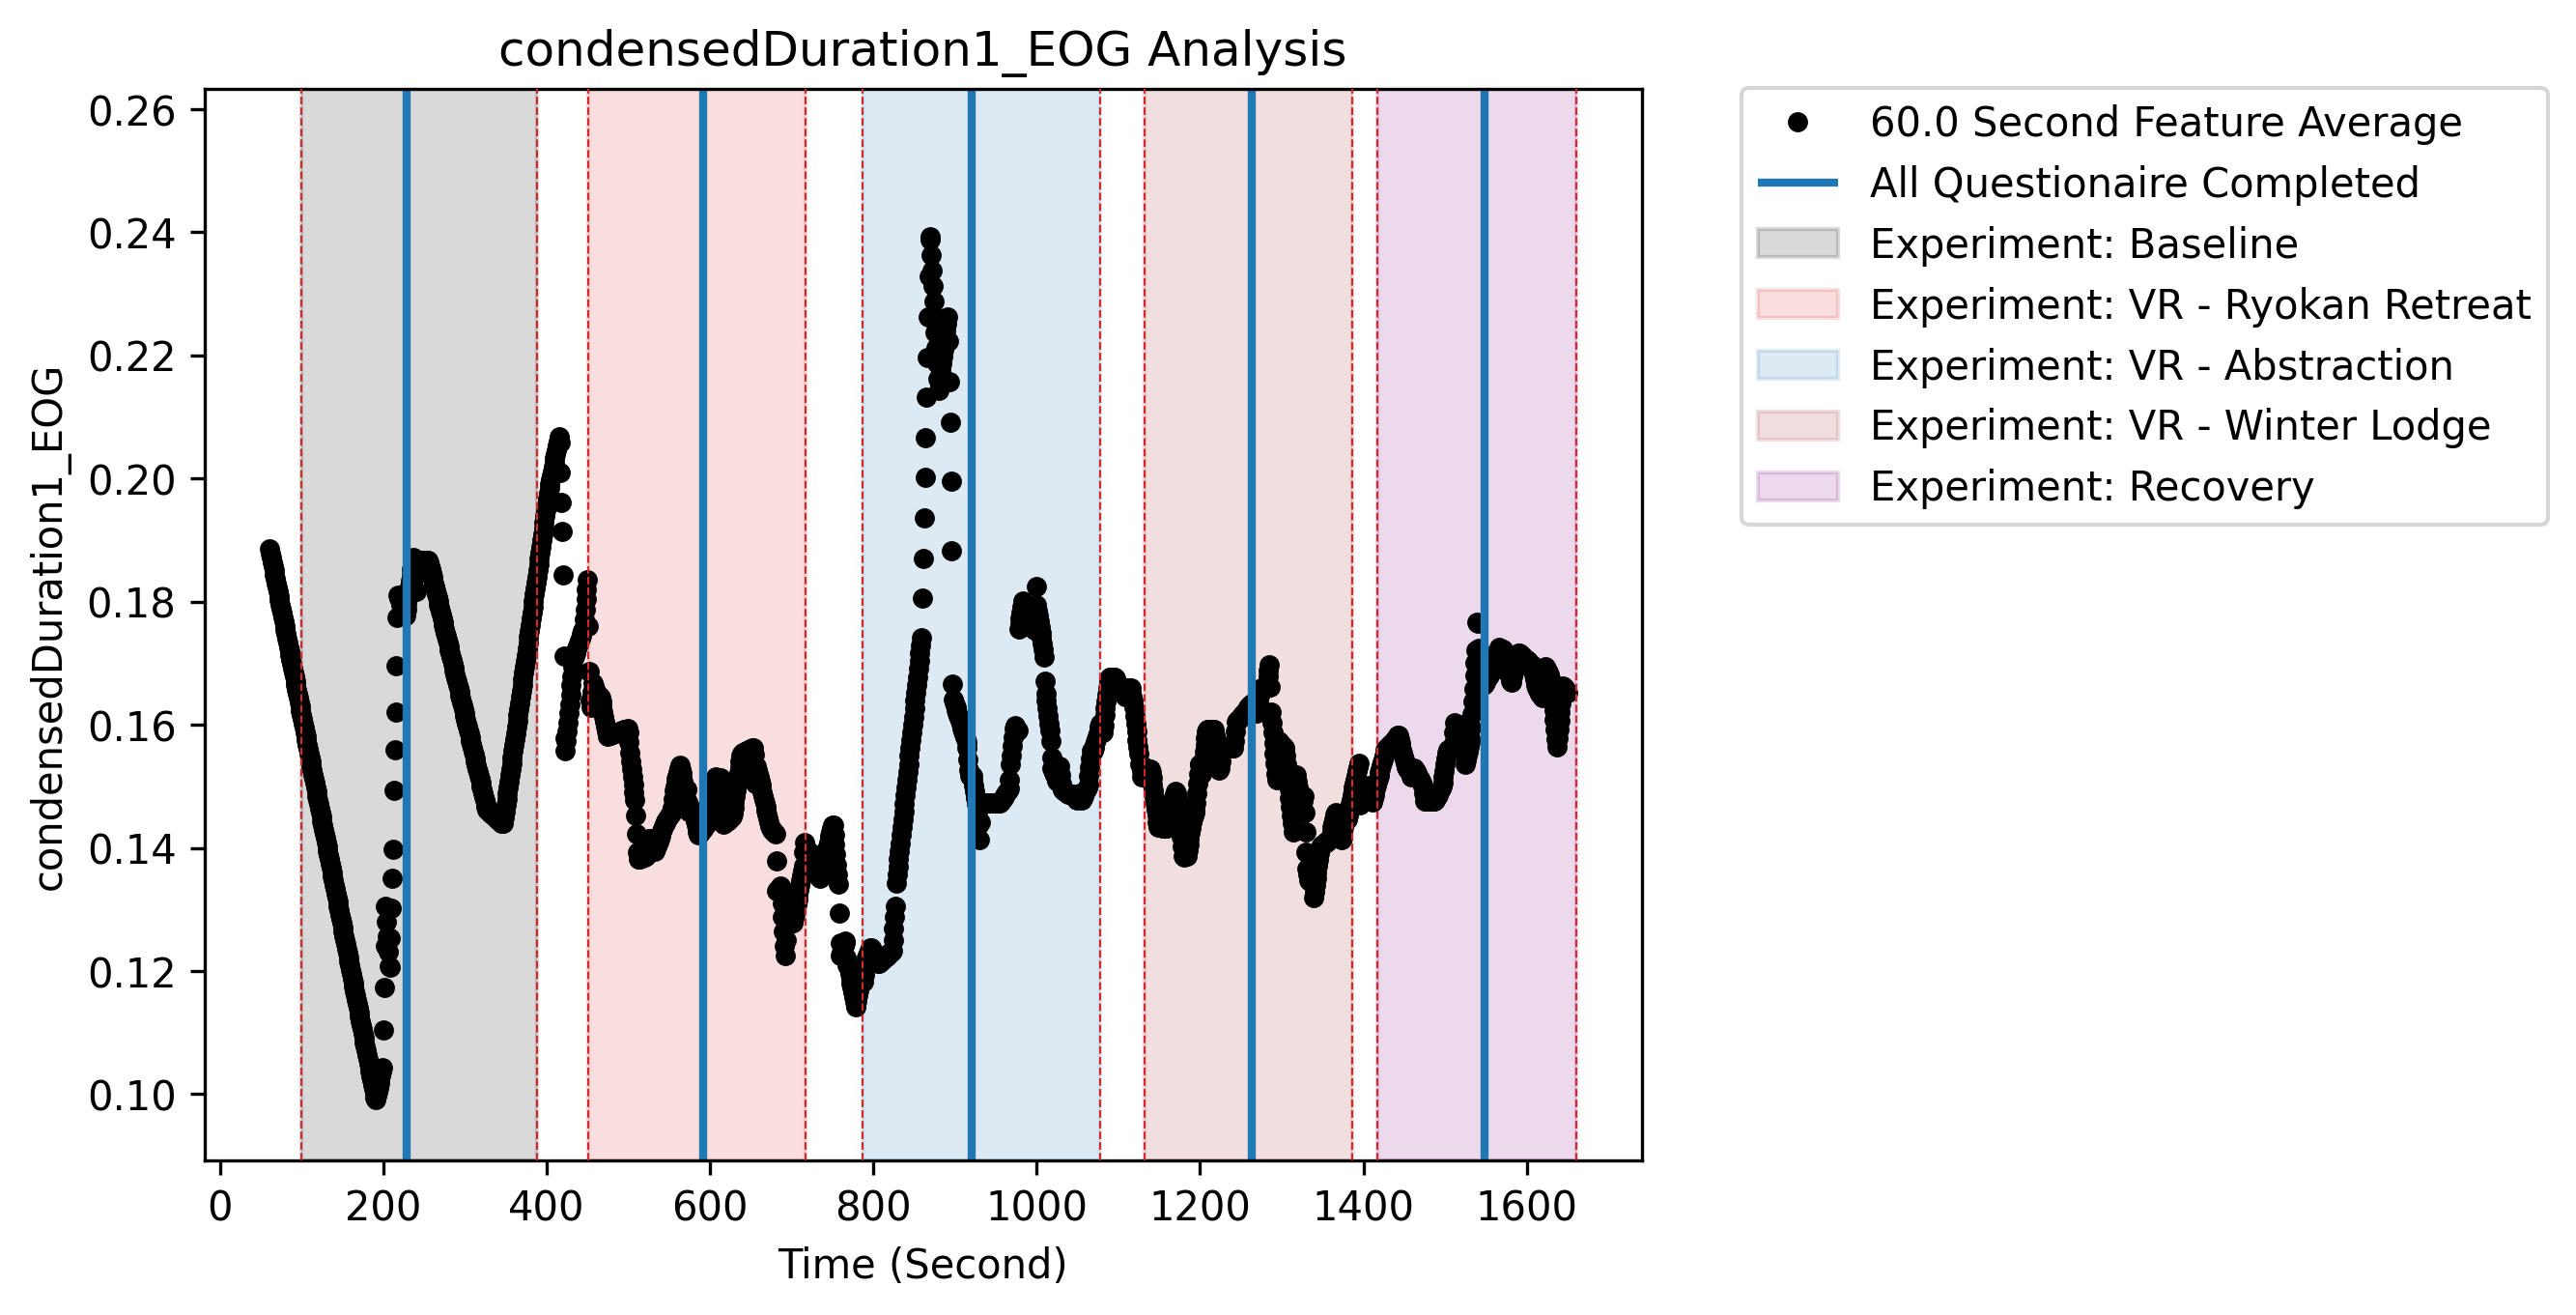 condensedDuration1_EOG Analysis
condensedDuration1_EOG
0.26
0.24
0.22
0.20
0.18
0.16
0.14
0.12
0.10
0 200 400 600 800 1000 1200 1400 1600
Time (Second)
60.0 Second Feature Average
All Questionaire Completed
Experiment: Baseline
Experiment: VR - Ryokan Retreat
Experiment: VR - Abstraction
Experiment: VR - Winter Lodge
Experiment: Recovery